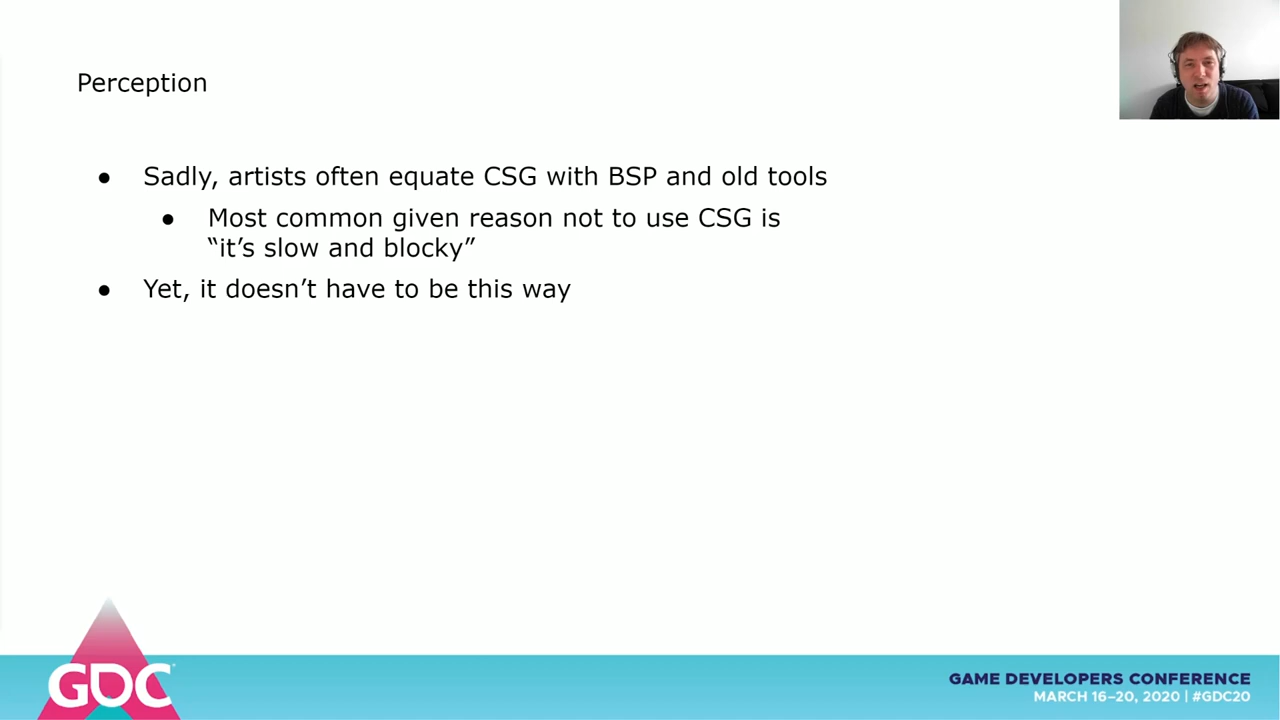 Perception
● Sadly, artists often equate CSG with BSP and old tools
● Most common given reason not to use CSG is
“it’s slow and blocky”
● Yet, it doesn’t have to be this way
GDC
GAME DEVELOPERS CONFERENCE
MARCH 16–20, 2020 | #GDC20